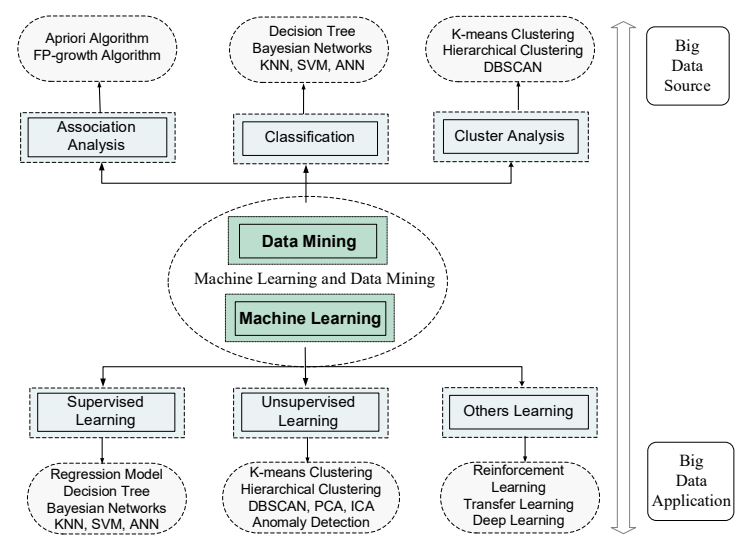 Apriori Algorithm
FP-growth Algorithm
Decision Tree
Bayesian Networks
KNN, SVM, ANN
K-means Clustering
Hierarchical Clustering
DBSCAN
Big
Data
Source
Association
Analysis
Classification
Cluster Analysis
Data Mining
Machine Learning and Data Mining
Machine Learning
Supervised
Learning
Unsupervised
Learning
Others Learning
Regression Model
Decision Tree
Bayesian Networks
KNN, SVM, ANN
K-means Clustering
Hierarchical Clustering
DBSCAN, PCA, ICA
Anomaly Detection
Reinforcement
Learning
Transfer Learning
Deep Learning
Big
Data
Application